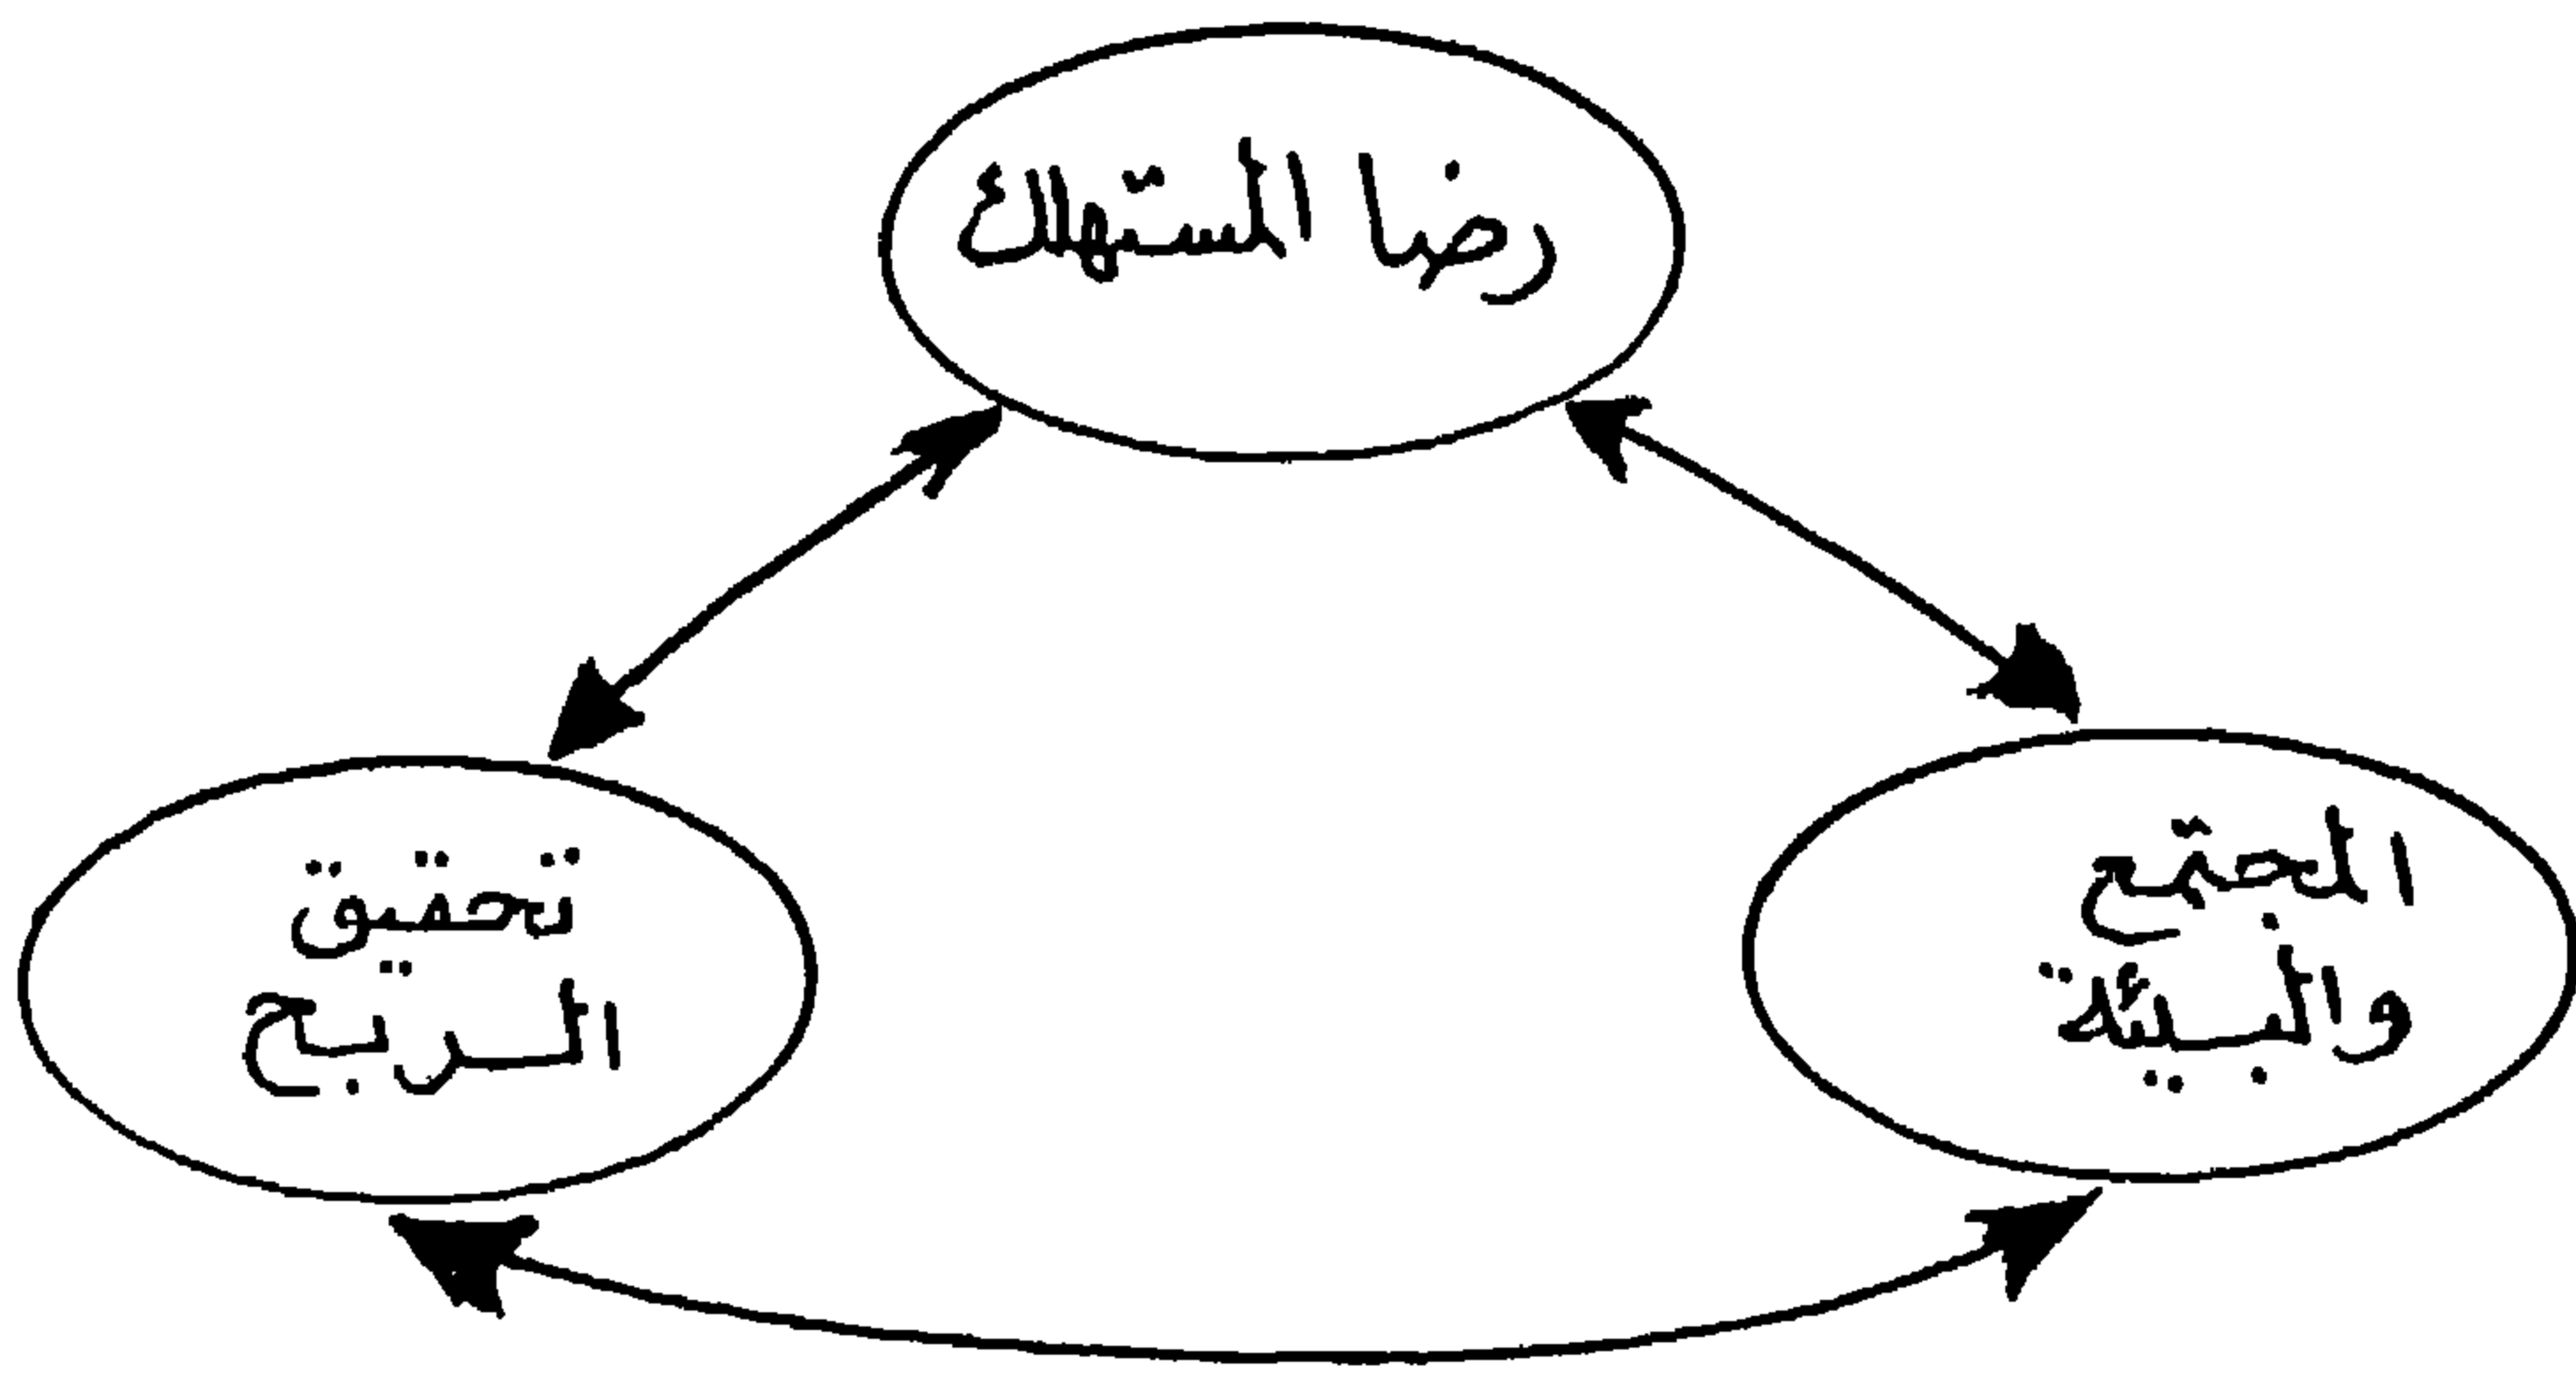 رضا المستهلك
المجتمع
والبيئة
تحقيق
الربح